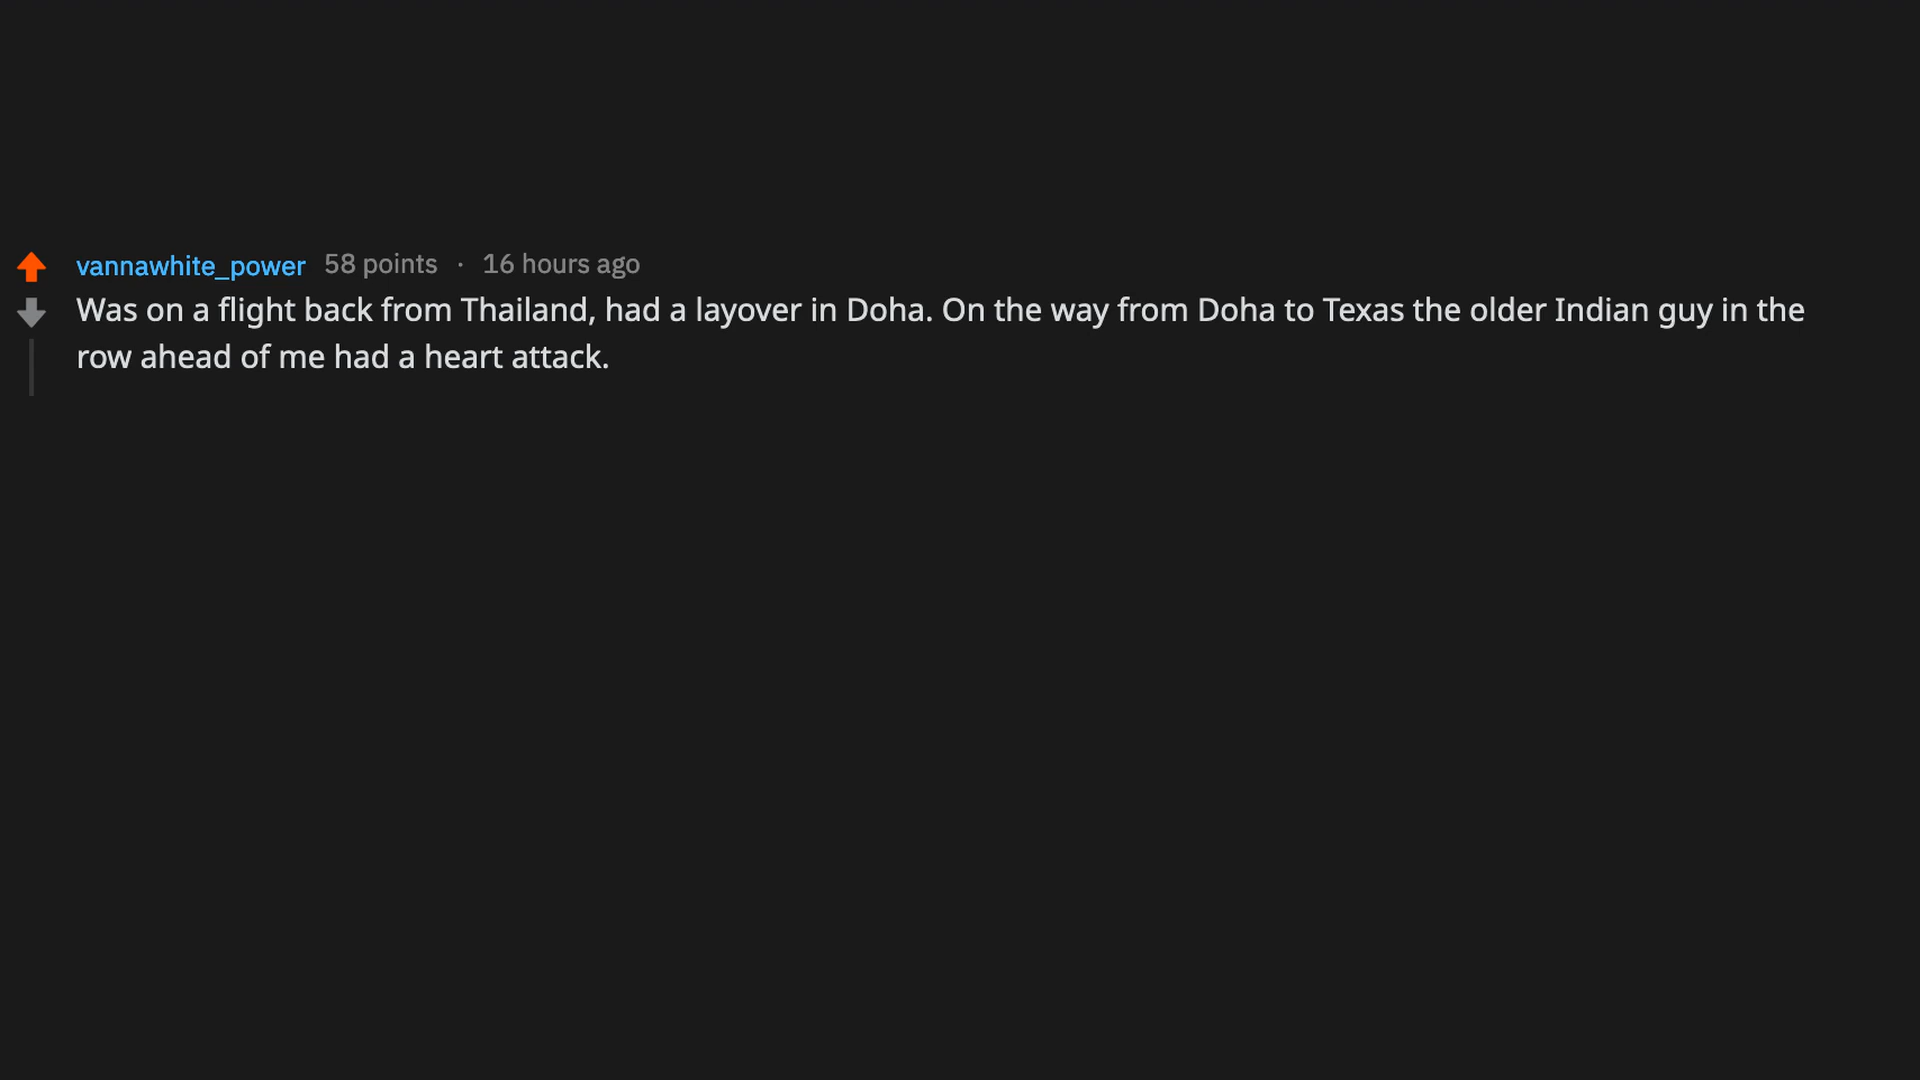 vannawhite_power 58 points · 16 hours ago
Was on a flight back from Thailand, had a layover in Doha. On the way from Doha to Texas the older Indian guy in the
row ahead of me had a heart attack.